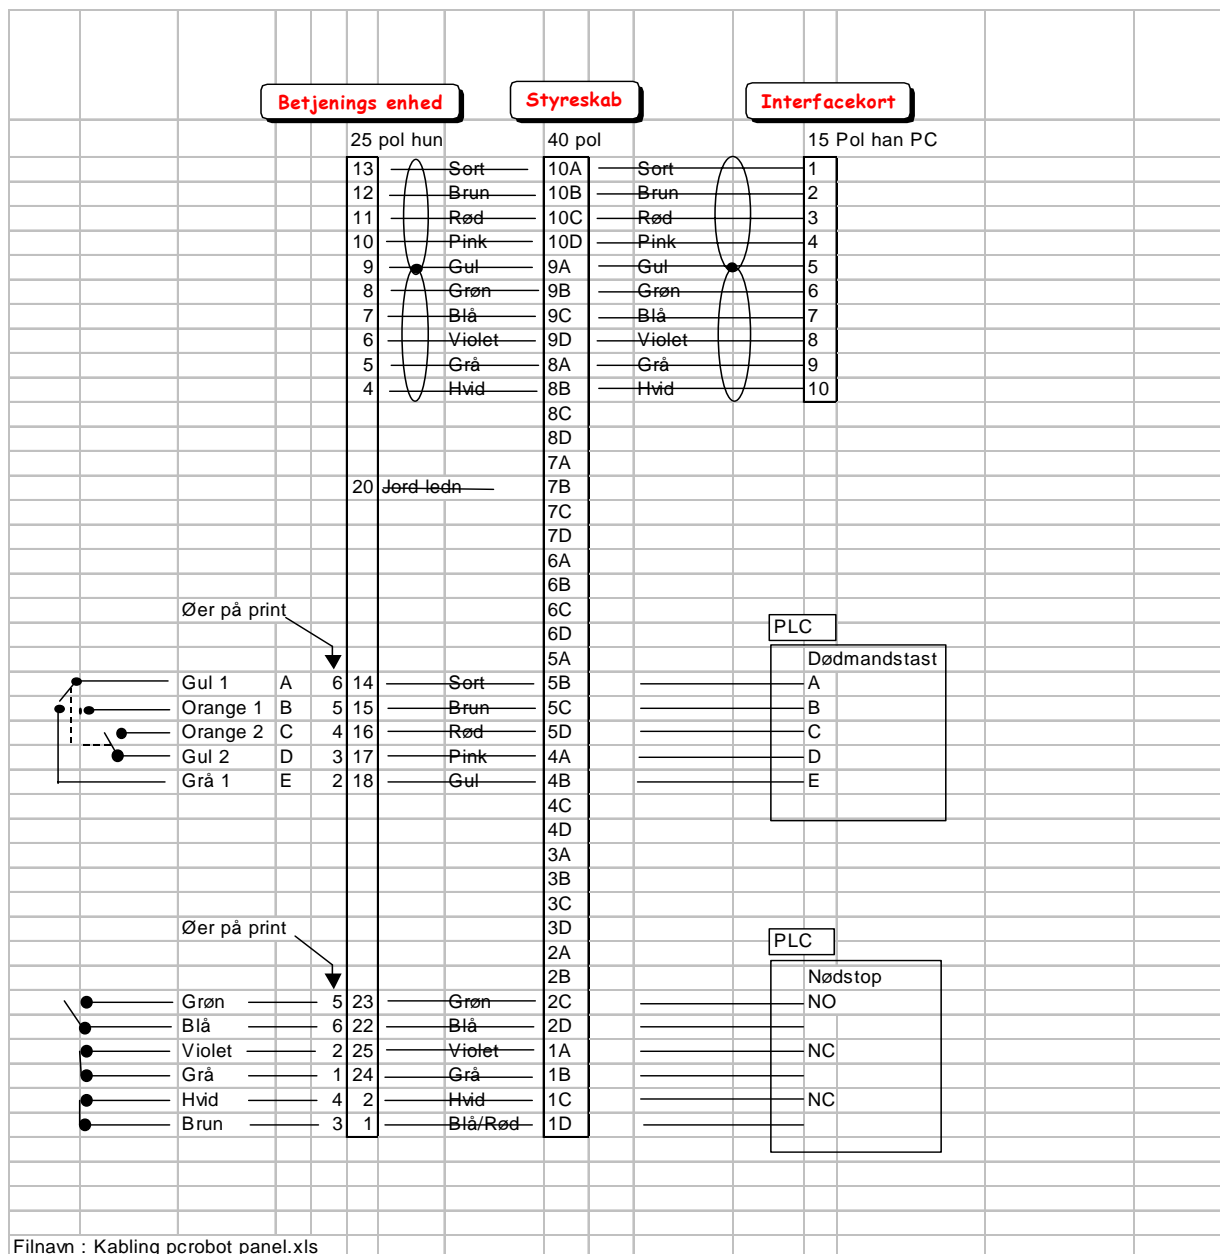 Betjenings enhed Styreskab Interfacekort
25 pol hun 40 pol 15 Pol han PC
13 Sort 10A Sort 1
12 Brun 10B Brun 2
11 Rød 10C Rød 3
10 Pink 10D Pink 4
9 Gul 9A Gul 5
8 Grøn 9B Grøn 6
7 Blå 9C Blå 7
6 Violet 9D Violet 8
5 Grå 8A Grå 9
4 Hvid 8B Hvid 10
8C
8D
7A
20 Jord ledn 7B
7C
7D
6A
6B
Øer på print 6C
6D PLC
5A Dødmandstast
Gul 1 A 6 14 Sort 5B A
Orange 1 B 5 15 Brun 5C B
Orange 2 C 4 16 Rød 5D C
Gul 2 D 3 17 Pink 4A D
Grå 1 E 2 18 Gul 4B E
4C
4D
3A
3B
3C
Øer på print 3D
2A PLC
2B Nødstop
Grøn 5 23 Grøn 2C NO
Blå 6 22 Blå 2D
Violet 2 25 Violet 1A NC
Grå 1 24 Grå 1B
Hvid 4 2 Hvid 1C NC
Brun 3 1 Blå/Rød 1D
Filnavn : Kabling pcrobot panel.xls